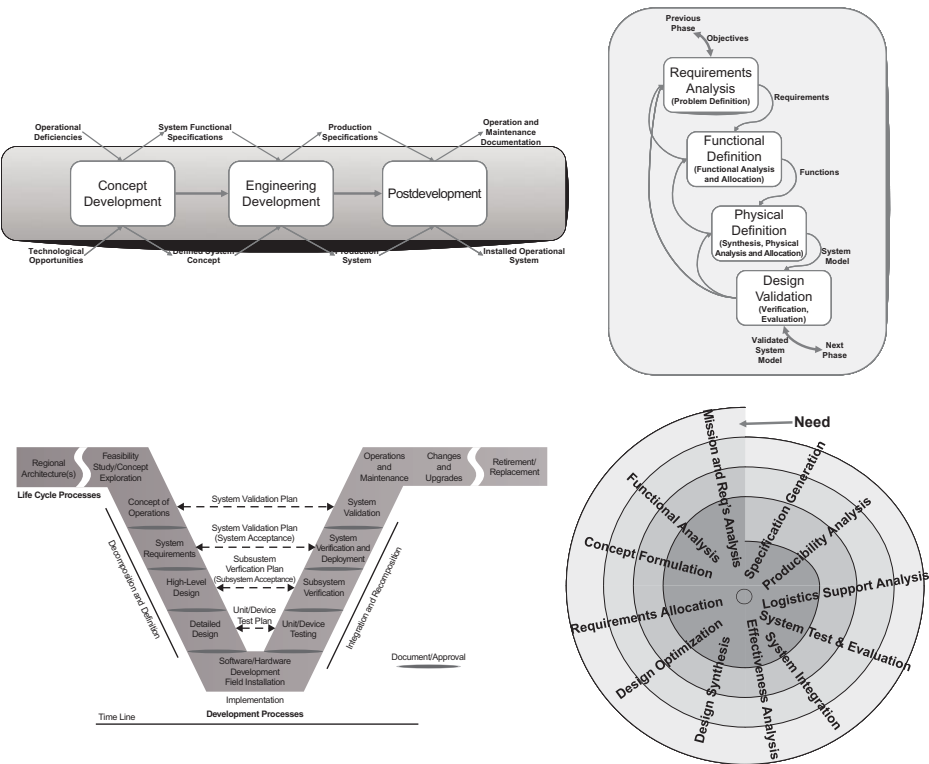 Operational
Deficiencies
System Functional
Specifications
Production
Specifications
Operation and
Maintenance
Documentation
Concept
Development
Engineering
Development
Postdevelopment
Technological
Opportunities
Defined System
Concept
Production
System
Installed Operational
System
Previous
Phase
Objectives
Requirements
Analysis
(Problem Definition)
Requirements
Functional
Definition
(Functional Analysis
and Allocation)
Functions
Physical
Definition
(Synthesis, Physical
Analysis and Allocation)
System
Model
Design
Validation
(Verification,
Evaluation)
Validated
System
Model
Next
Phase
Regional
Architecture(s)
Feasibility
Study/Concept
Exploration
Operations
and
Maintenance
Changes
and
Upgrades
Retirement/
Replacement
Life Cycle Processes
Concept of
Operations
System Validation Plan
System
Validation
System
Requirements
System Validation Plan
(System Acceptance)
System
Verification and
Deployment
High-Level
Design
Subsustem
Verfication Plan
(Subsystem Acceptance)
Subsystem
Verification
Detailed
Design
Unit/Device
Test Plan
Unit/Device
Testing
Decomposition and Definition
Integration and Recomposition
Software/Hardware
Development
Field Installation
Document/Approval
Implementation
Development Processes
Time Line
Need
Mission and Req's Analysis
Specification Generation
Producibility Analysis
Logistics Support Analysis
System Test & Evaluation
System Integration
Effectiveness Analysis
Design Synthesis
Design Optimization
Requirements Allocation
Concept Formulation
Functional Analysis